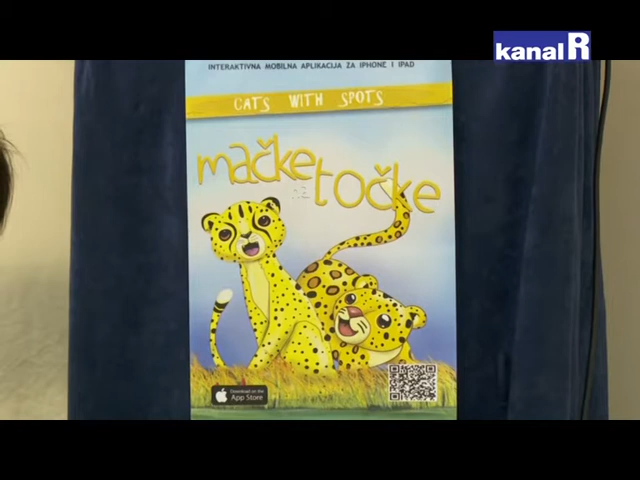 kanal R
INTERAKTIVNA MOBILNA APLIKACIJA ZA IPHONE I IPAD
CATS WITH SPOTS
mačke
točke
Download on the
App Store